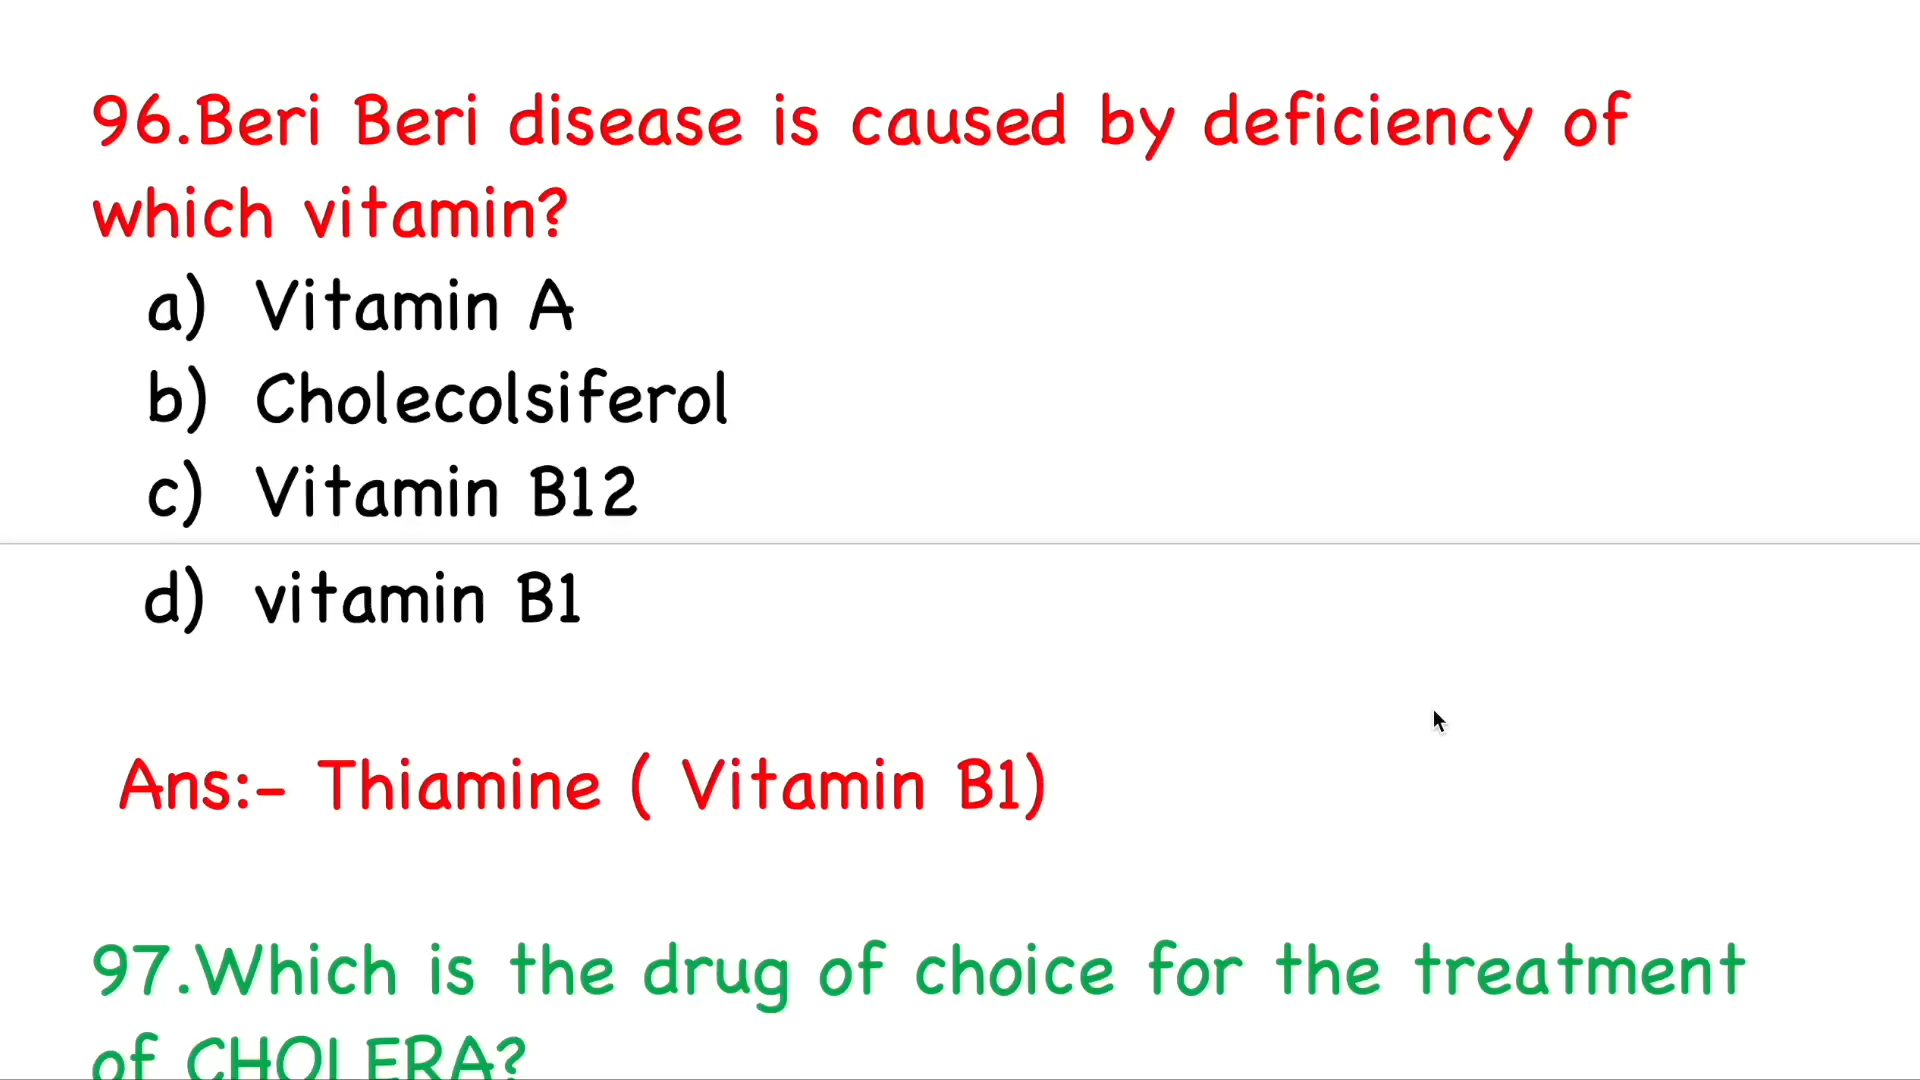 96.Beri Beri disease is caused by deficiency of
which vitamin?
a) Vitamin A
b) Cholecolsiferol
c) Vitamin B12
d) vitamin B1
Ans:- Thiamine ( Vitamin B1)
97.Which is the drug of choice for the treatment
of CHOLERA?